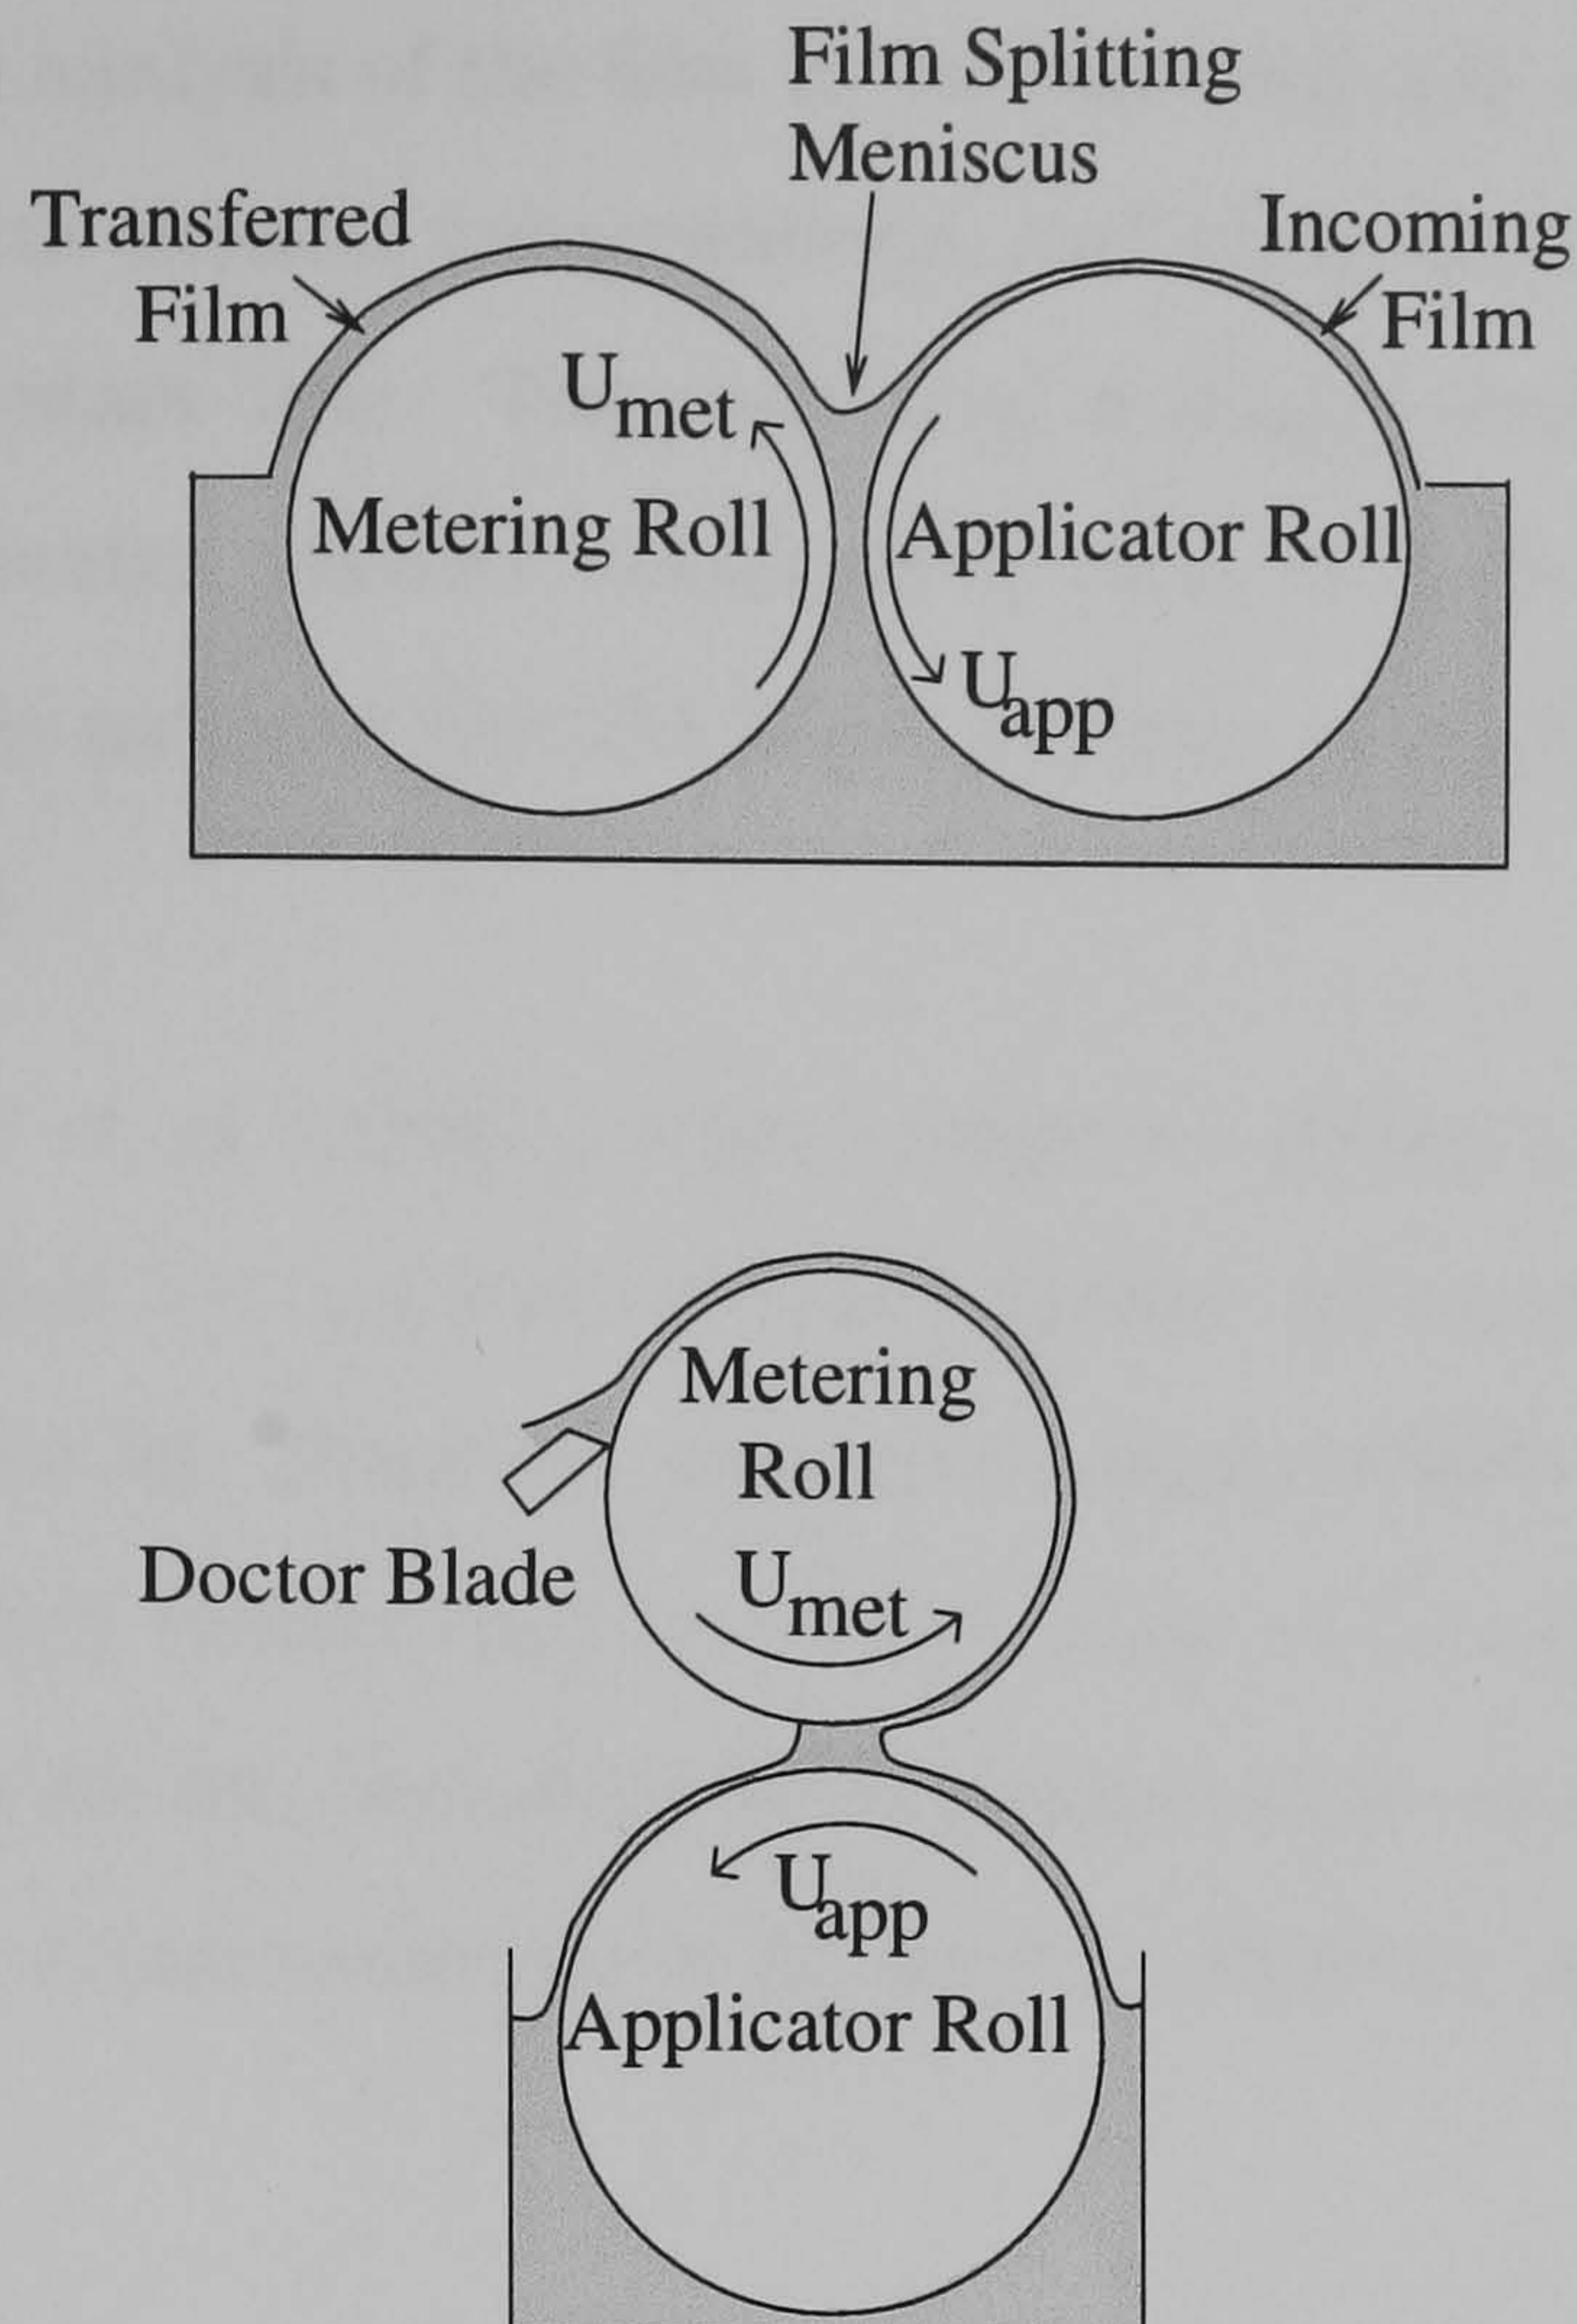 Film Splitting
Meniscus
Transferred
Film
Incoming
Film
Umet
Metering Roll
Applicator Roll
Uapp
Metering
Roll
Umet
Doctor Blade
Uapp
Applicator Roll